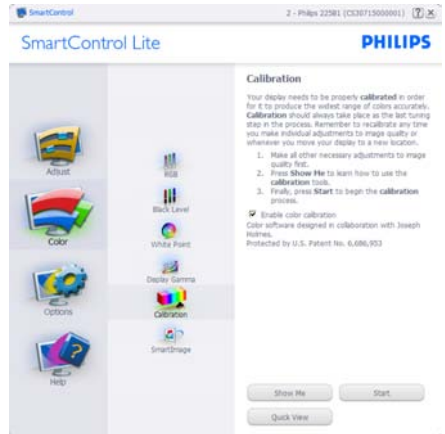 SmartControl
2 - Philips 225B1 (CS30715000001)
SmartControl Lite
PHILIPS
Adjust
Color
Options
Help
RGB
Black Level
White Point
Display Gamma
Calibration
SmartImage
Calibration
Your display needs to be properly calibrated in order
for it to produce the widest range of colors accurately.
Calibration should always take place as the last tuning
step in the process. Remember to recalibrate any time
you make individual adjustments to image quality or
whenever you move your display to a new location.
1. Make all other necessary adjustments to image
quality first.
2. Press Show Me to learn how to use the
calibration tools.
3. Finally, press Start to begin the calibration
process.
Enable color calibration
Color software designed in collaboration with Joseph
Holmes.
Protected by U.S. Patent No. 6,686,953
Show Me
Start
Quick View